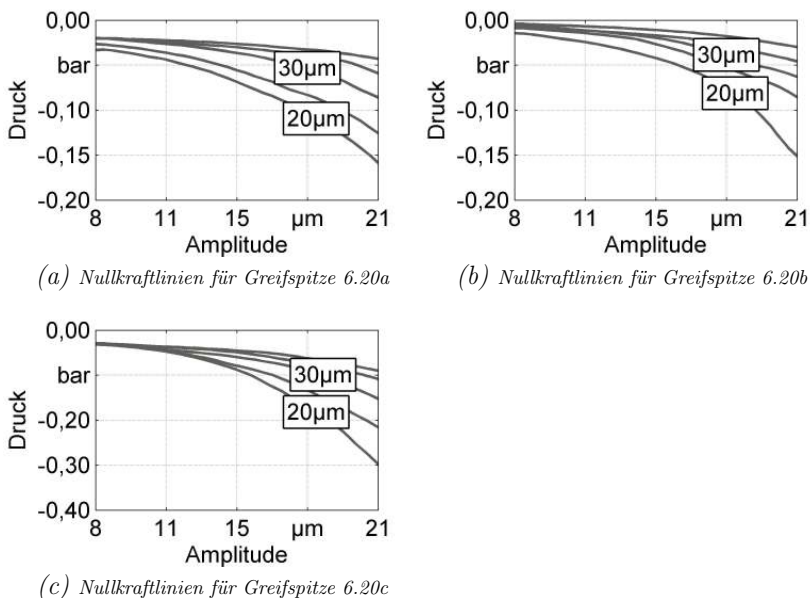 0,00
bar
-0,10
-0,15
-0,20
Druck
30µm
20µm
8 11 15 µm 21
Amplitude
(a) Nullkraftlinien für Greifspitze 6.20a
0,00
bar
-0,10
-0,15
-0,20
Druck
30µm
20µm
8 11 15 µm 21
Amplitude
(b) Nullkraftlinien für Greifspitze 6.20b
0,00
bar
-0,20
-0,30
-0,40
Druck
30µm
20µm
8 11 15 µm 21
Amplitude
(c) Nullkraftlinien für Greifspitze 6.20c